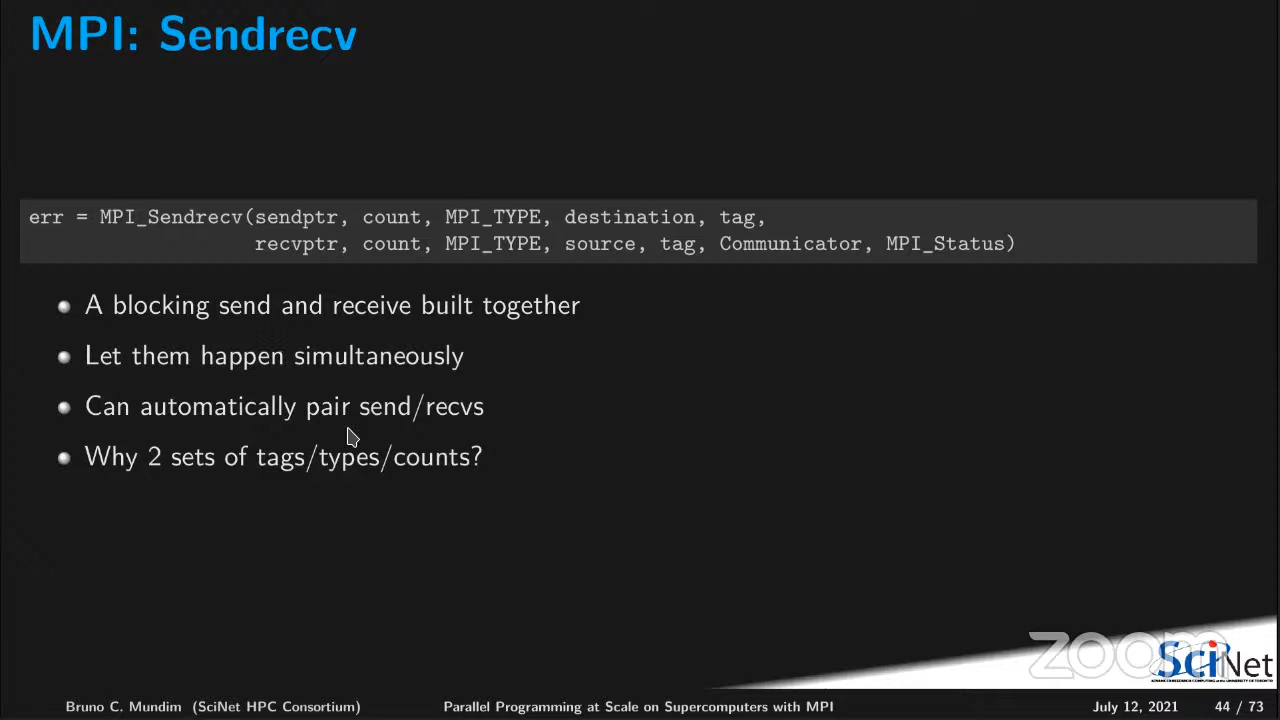 MPI: Sendrecv
err = MPI_Sendrecv(sendptr, count, MPI_TYPE, destination, tag,
recvptr, count, MPI_TYPE, source, tag, Communicator, MPI_Status)
A blocking send and receive built together
Let them happen simultaneously
Can automatically pair send/recvs
Why 2 sets of tags/types/counts?
zoom
SciNet
Bruno C. Mundim (SciNet HPC Consortium) Parallel Programming at Scale on Supercomputers with MPI July 12, 2021 44 / 73